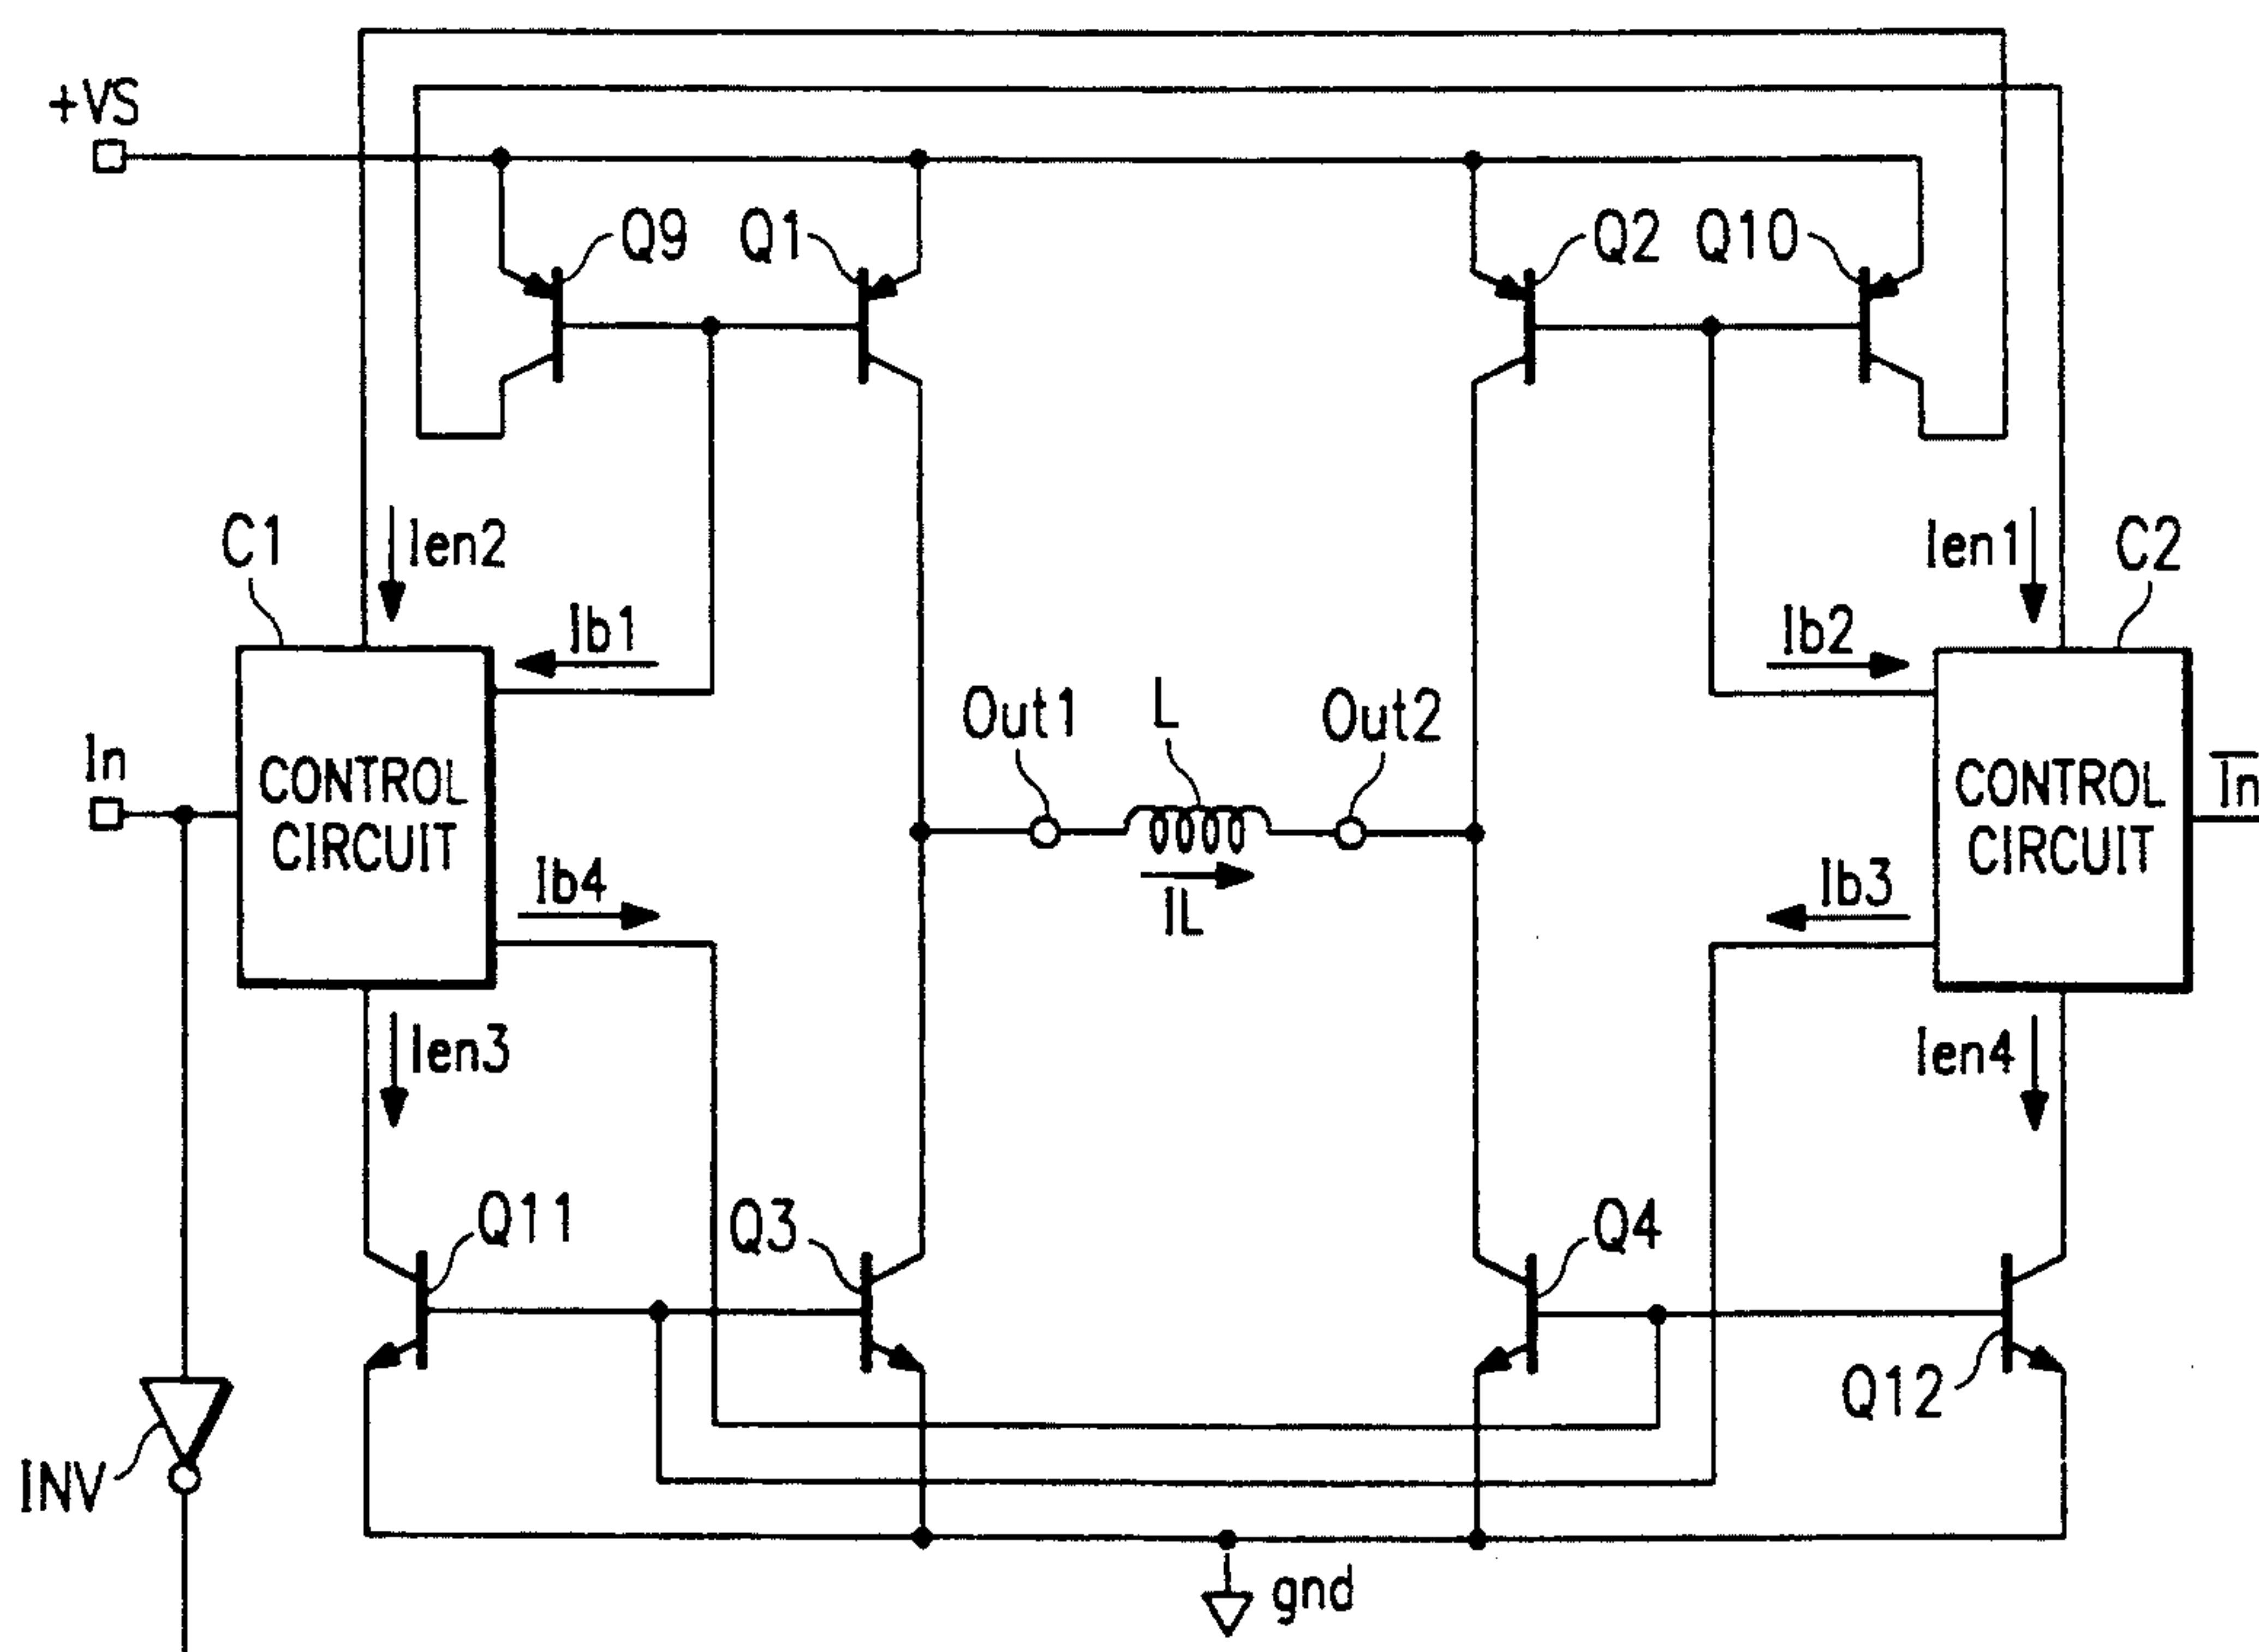 +VS
Q9
Q1
Q2
Q10
C1
Ien2
Ien1
C2
Ib1
Ib2
In
CONTROL
CIRCUIT
Out1
L
Out2
CONTROL
CIRCUIT
In
Ib4
IL
Ib3
Ien3
Ien4
Q11
Q3
Q4
Q12
INV
gnd